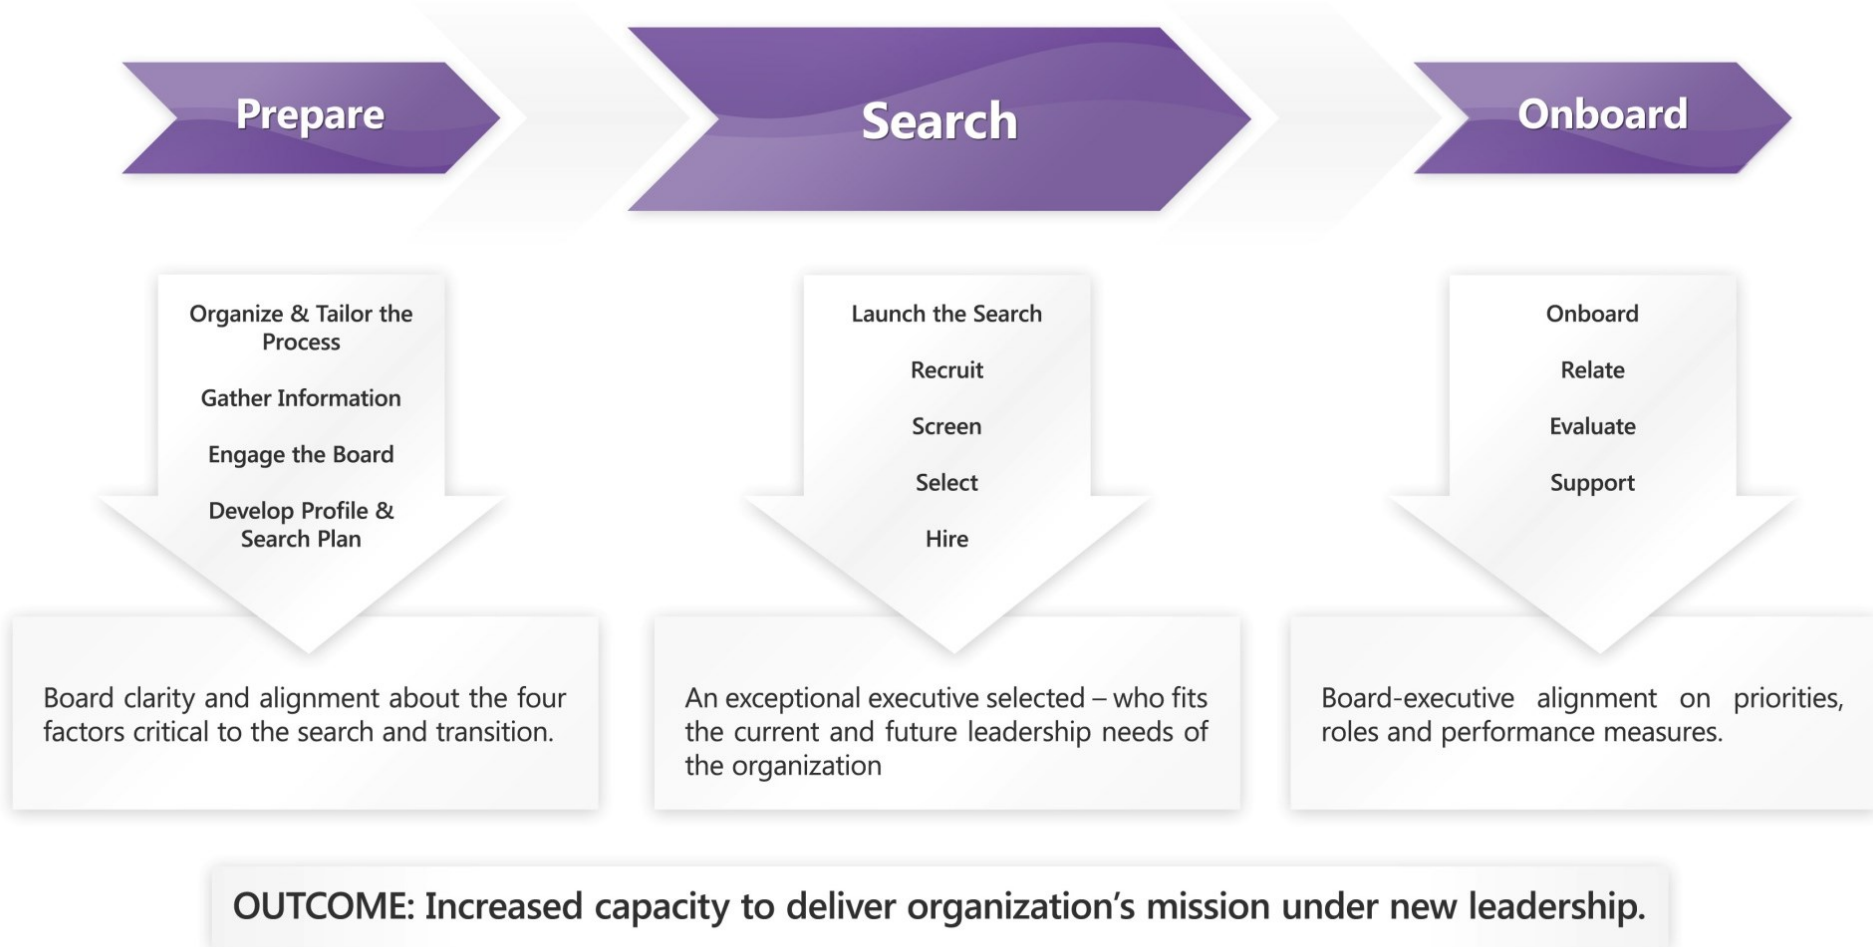 Prepare
Search
Onboard
Organize & Tailor the
Process
Gather Information
Engage the Board
Develop Profile &
Search Plan
Launch the Search
Recruit
Screen
Select
Hire
Onboard
Relate
Evaluate
Support
Board clarity and alignment about the four
factors critical to the search and transition.
An exceptional executive selected – who fits
the current and future leadership needs of
the organization
Board-executive alignment on priorities,
roles and performance measures.
OUTCOME: Increased capacity to deliver organization’s mission under new leadership.